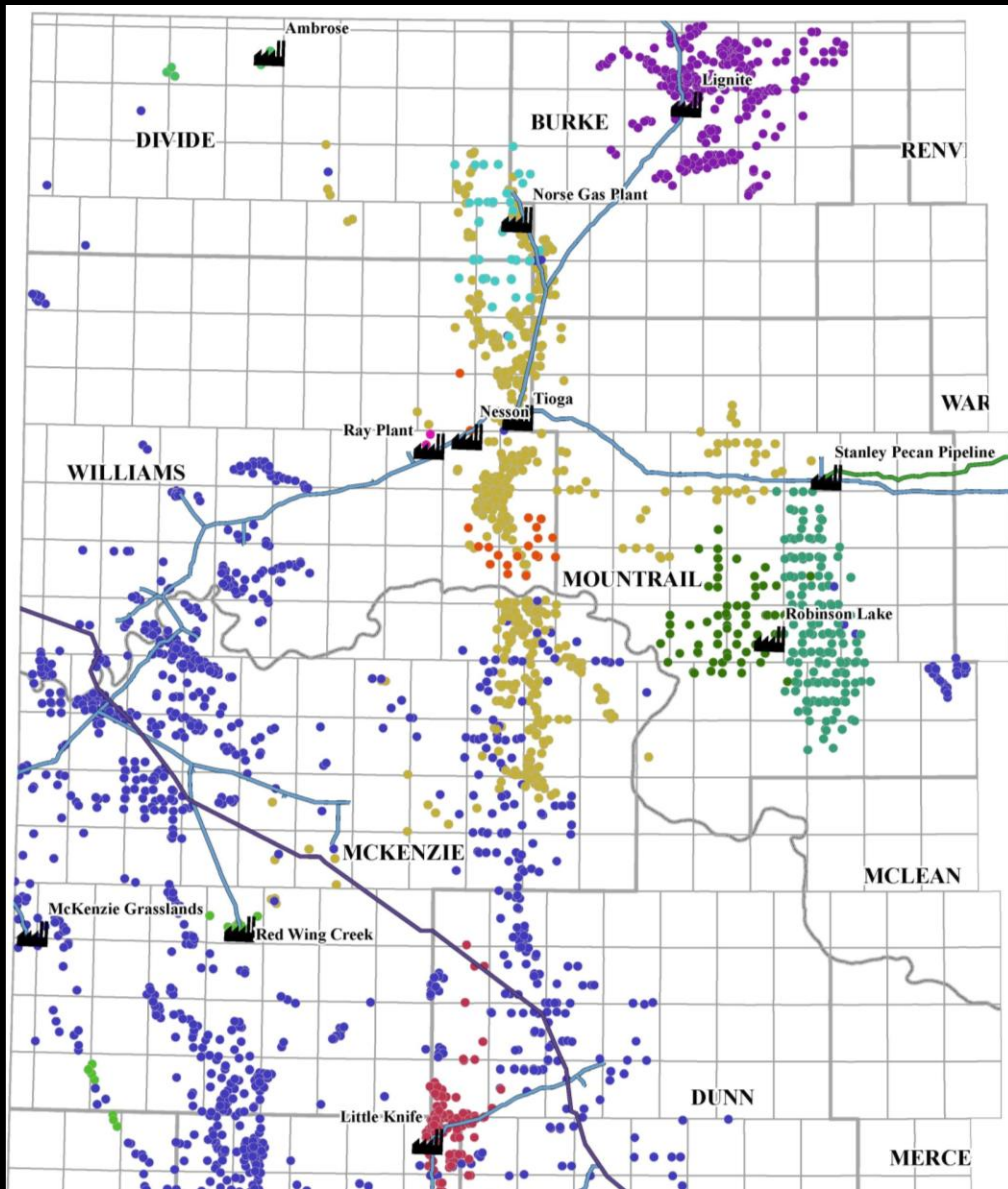 Ambrose
Lignite
BURKE
DIVIDE
RENV
Norse Gas Plant
Tioga
WAR
Nesson
Ray Plant
Stanley Pecan Pipeline
WILLIAMS
MOUNTRAIL
Robinson Lake
MCKENZIE
MCLEAN
McKenzie Grasslands
Red Wing Creek
DUNN
Little Knife
MERCE